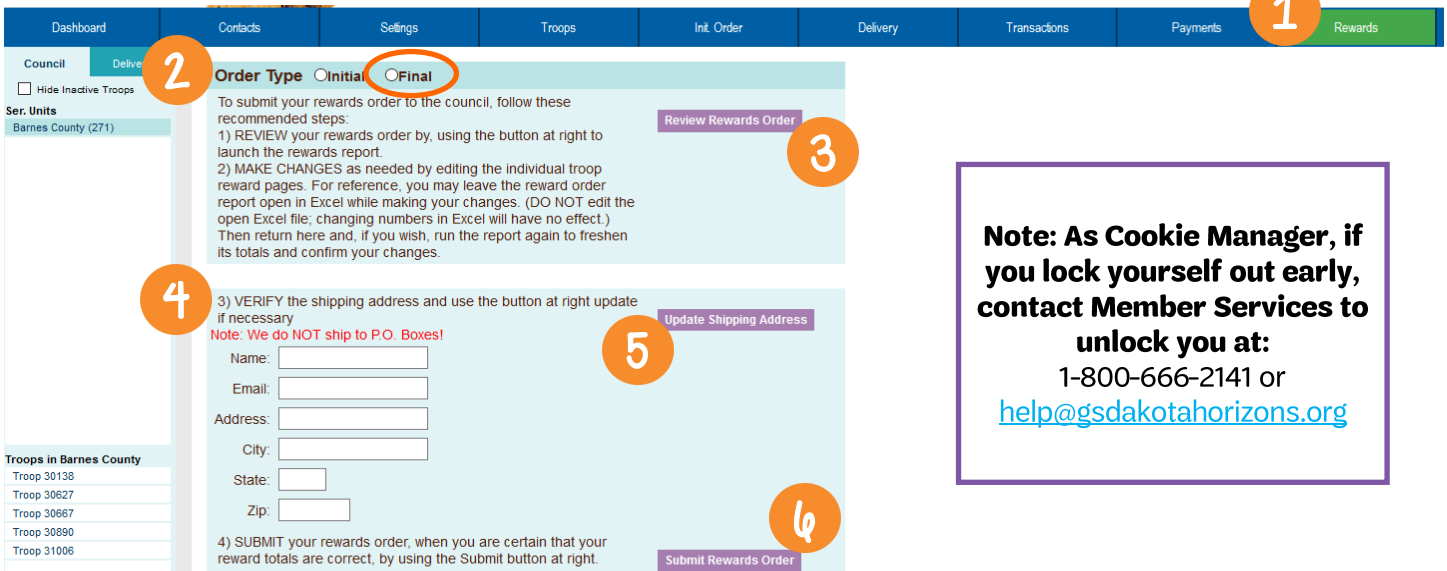 1
Dashboard
Contacts
Settings
Troops
Init. Order
Delivery
Transactions
Payments
Rewards
Council
2
Hide Inactive Troops
Ser. Units
Barnes County (271)
Order Type Initial Final
To submit your rewards order to the council, follow these
recommended steps:
1) REVIEW your rewards order by, using the button at right to
launch the rewards report.
2) MAKE CHANGES as needed by editing the individual troop
reward pages. For reference, you may leave the reward order
report open in Excel while making your changes. (DO NOT edit the
open Excel file; changing numbers in Excel will have no effect.)
Then return here and, if you wish, run the report again to freshen
its totals and confirm your changes.
Review Rewards Order
3
4
3) VERIFY the shipping address and use the button at right update
if necessary
Note: We do NOT ship to P.O. Boxes!
Update Shipping Address
5
Name:
Email:
Address:
City:
State:
Zip:
Troops in Barnes County
Troop 30138
Troop 30627
Troop 30667
Troop 30890
Troop 31006
6
4) SUBMIT your rewards order, when you are certain that your
reward totals are correct, by using the Submit button at right.
Submit Rewards Order
Note: As Cookie Manager, if
you lock yourself out early,
contact Member Services to
unlock you at:
1-800-666-2141 or
help@gsdakotahorizons.org